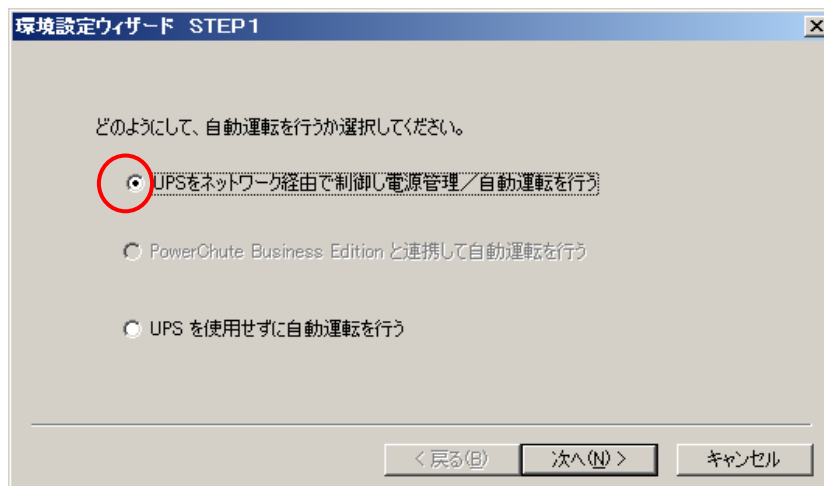 環境設定ウィザード STEP1
どのようにして、自動運転を行うか選択してください。
UPSをネットワーク経由で制御し電源管理／自動運転を行う
PowerChute Business Edition と連携して自動運転を行う
UPS を使用せずに自動運転を行う
< 戻る(B)
次へ(N) >
キャンセル